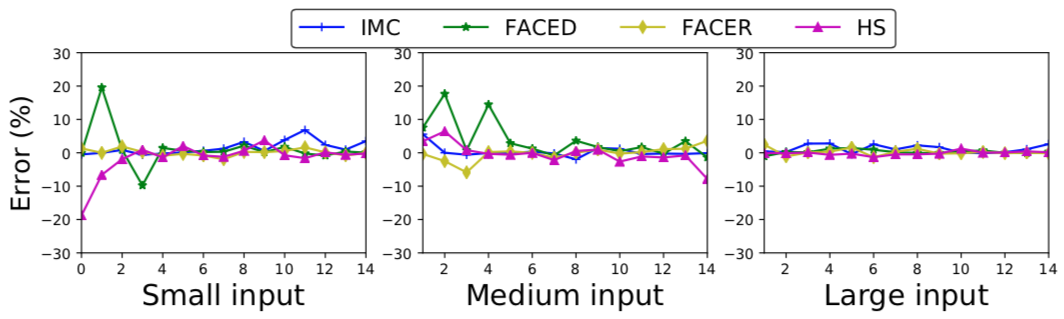 IMC FACED FACER HS
Error (%)
30 30 30
20 20 20
10 10 10
0 0 0
−10 −10 −10
−20 −20 −20
−30 −30 −30
0 2 4 6 8 10 12 14 2 4 6 8 10 12 14 2 4 6 8 10 12 14
Small input Medium input Large input